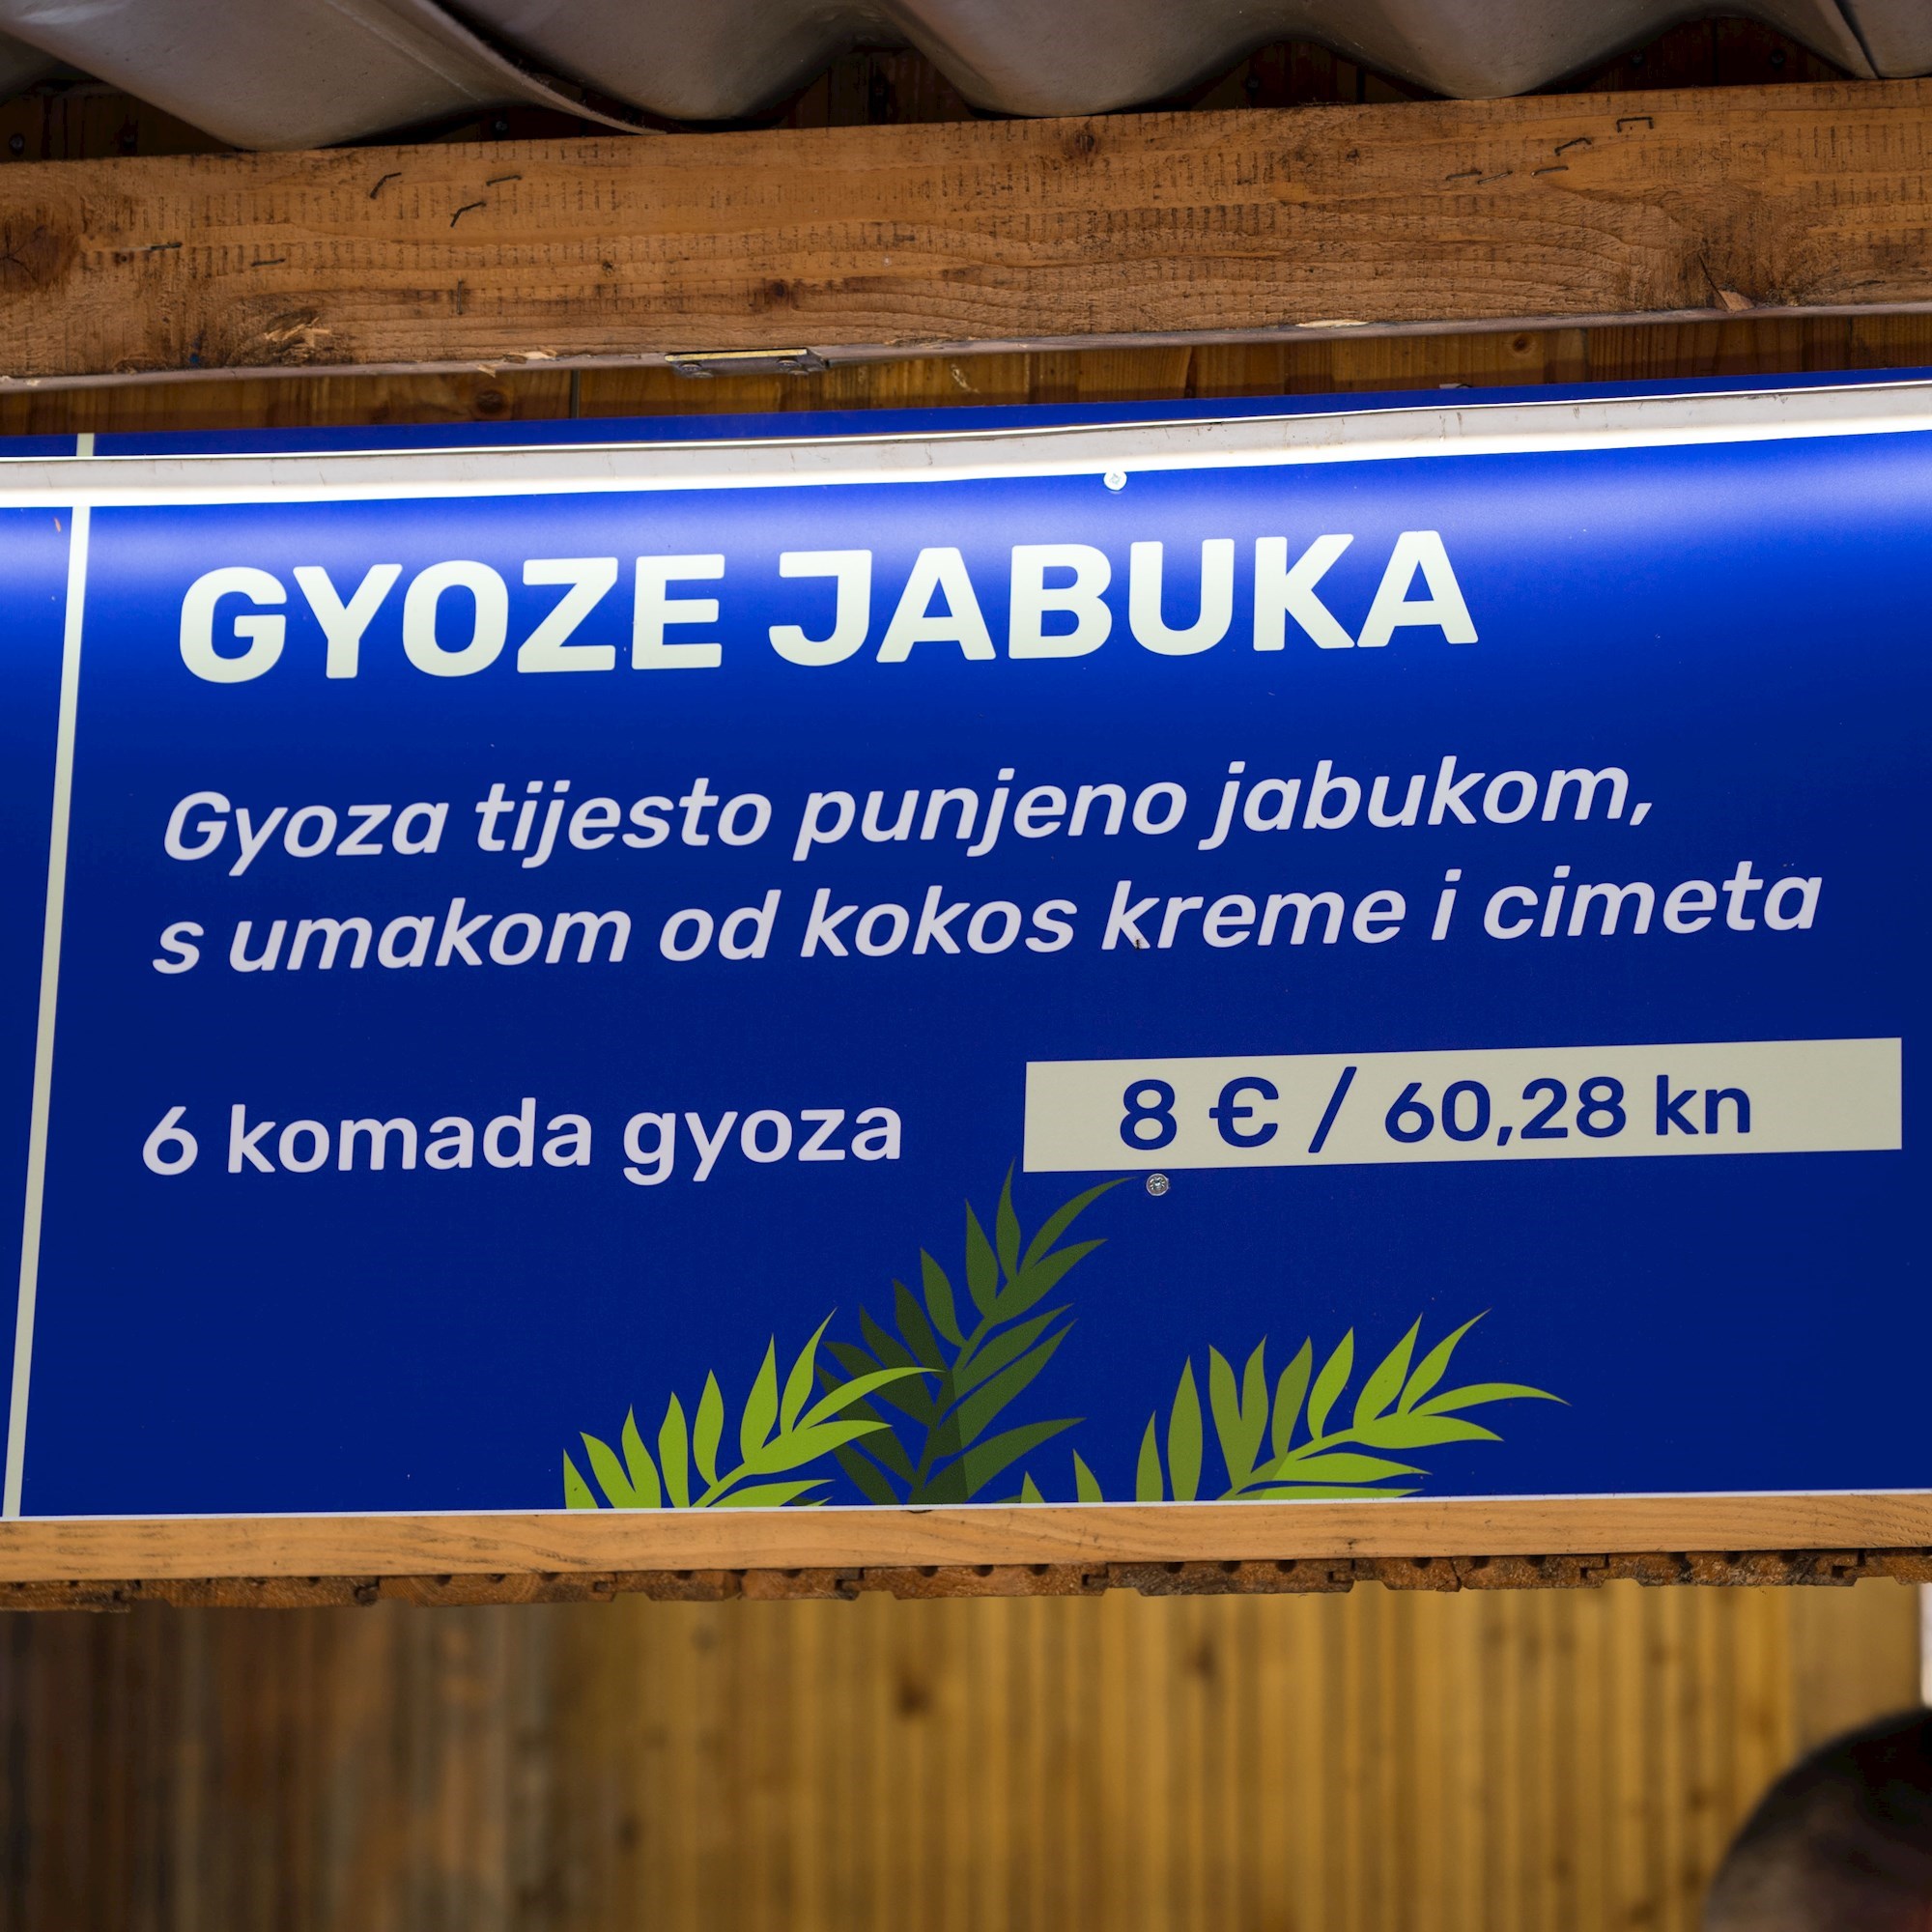 GYOZE JABUKA
Gyoza tijesto punjeno jabukom,
s umakom od kokos kreme i cimeta
6 komada gyoza 8 € / 60,28 kn